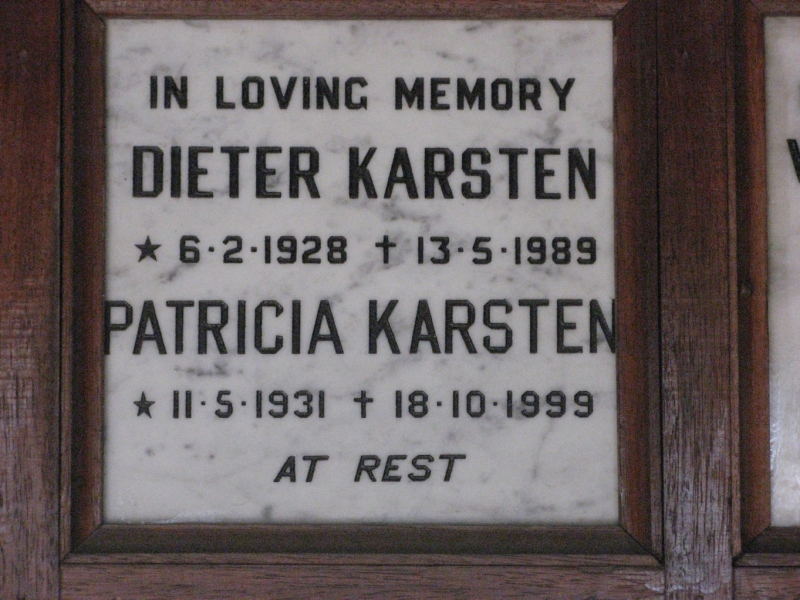 IN LOVING MEMORY
DIETER KARSTEN
★ 6·2·1928 † 13·5·1989
PATRICIA KARSTEN
★ 11·5·1931 † 18·10·1999
AT REST